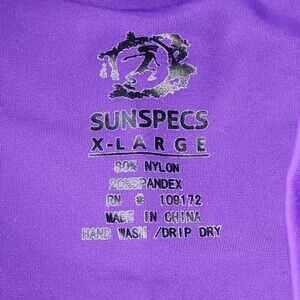 SUNSPECS
X-LARGE
80% NYLON
20%SPANDEX
RN # 109172
MADE IN CHINA
HAND WASH /DRIP DRY